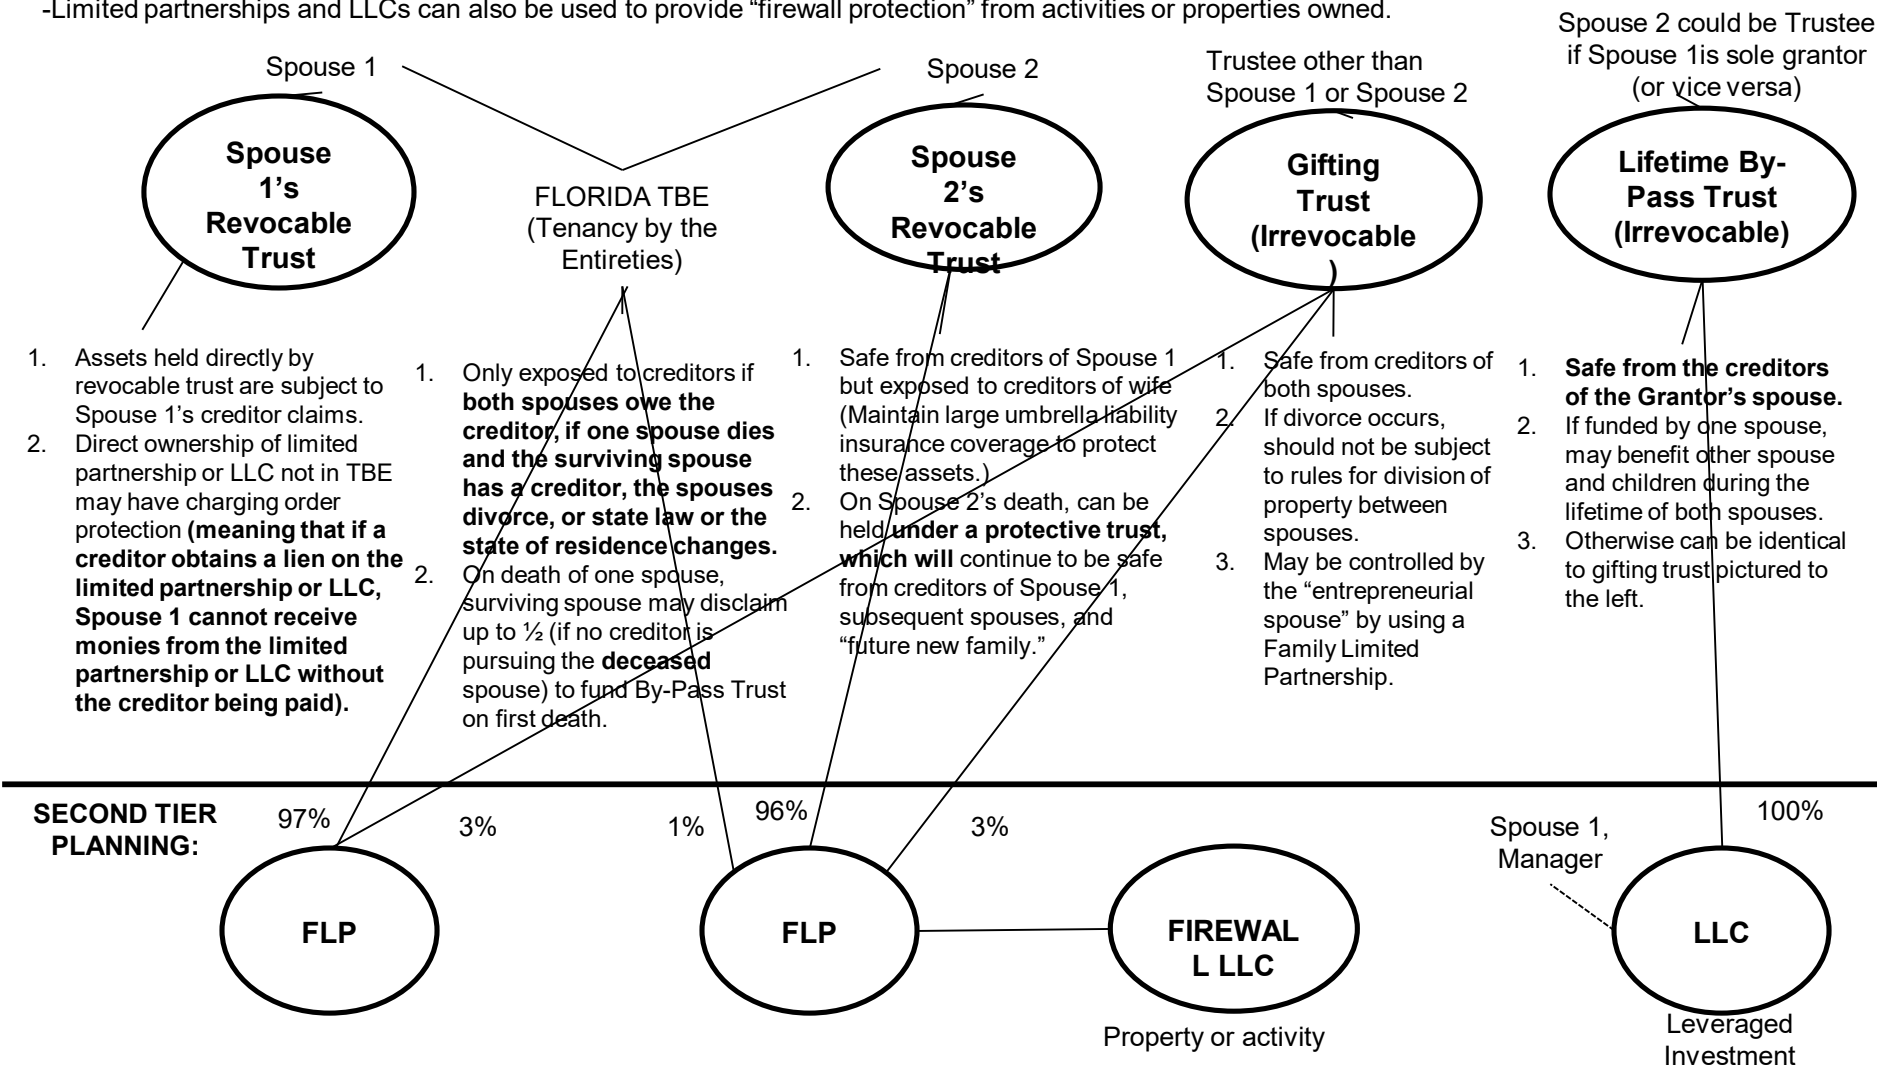 -Limited partnerships and LLCs can also be used to provide “firewall protection” from activities or properties owned.
Spouse 1
Spouse 2
Trustee other than
Spouse 1 or Spouse 2
Spouse 2 could be Trustee
if Spouse 1is sole grantor
(or vice versa)
Spouse
1’s
Revocable
Trust
FLORIDA TBE
(Tenancy by the
Entireties)
Spouse
2’s
Revocable
Trust
Gifting
Trust
(Irrevocable
)
Lifetime By-
Pass Trust
(Irrevocable)
1. Assets held directly by
revocable trust are subject to
Spouse 1’s creditor claims.
2. Direct ownership of limited
partnership or LLC not in TBE
may have charging order
protection (meaning that if a
creditor obtains a lien on the
limited partnership or LLC,
Spouse 1 cannot receive
monies from the limited
partnership or LLC without
the creditor being paid).
1. Only exposed to creditors if
both spouses owe the
creditor, if one spouse dies
and the surviving spouse
has a creditor, the spouses
divorce, or state law or the
state of residence changes.
2. On death of one spouse,
surviving spouse may disclaim
up to ½ (if no creditor is
pursuing the deceased
spouse) to fund By-Pass Trust
on first death.
1. Safe from creditors of Spouse 1
but exposed to creditors of wife
(Maintain large umbrella liability
insurance coverage to protect
these assets.)
2. On Spouse 2’s death, can be
held under a protective trust,
which will continue to be safe
from creditors of Spouse 1,
subsequent spouses, and
“future new family.”
1. Safe from creditors of
both spouses.
2. If divorce occurs,
should not be subject
to rules for division of
property between
spouses.
3. May be controlled by
the “entrepreneurial
spouse” by using a
Family Limited
Partnership.
1. Safe from the creditors
of the Grantor’s spouse.
2. If funded by one spouse,
may benefit other spouse
and children during the
lifetime of both spouses.
3. Otherwise can be identical
to gifting trust pictured to
the left.
SECOND TIER
PLANNING:
97%
3%
1%
96%
3%
Spouse 1,
Manager
100%
FLP
FLP
FIREWAL
L LLC
LLC
Property or activity
Leveraged
Investment